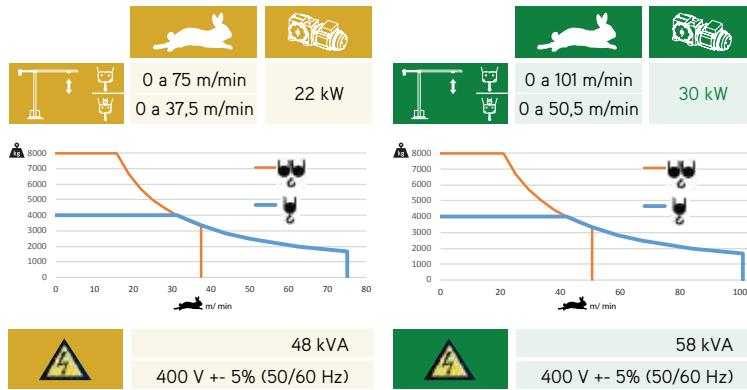 0 a 75 m/min
0 a 37,5 m/min
22 kW
0 a 101 m/min
0 a 50,5 m/min
30 kW
kg
8000
7000
6000
5000
4000
3000
2000
1000
0
0 10 20 30 40 50 60 70 80
m/ min
kg
8000
7000
6000
5000
4000
3000
2000
1000
0
0 20 40 60 80 100
m/ min
48 kVA
400 V +- 5% (50/60 Hz)
58 kVA
400 V +- 5% (50/60 Hz)